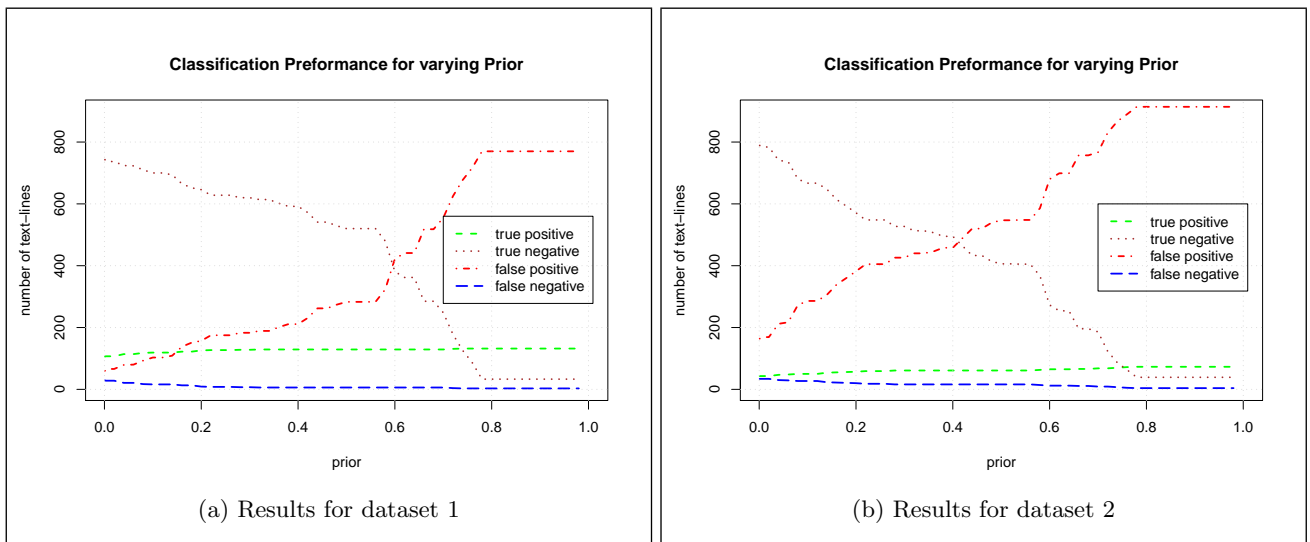 Classification Preformance for varying Prior
number of text-lines
800
600
400
200
0
true positive
true negative
false positive
false negative
0.0 0.2 0.4 0.6 0.8 1.0
prior
(a) Results for dataset 1
Classification Preformance for varying Prior
number of text-lines
800
600
400
200
0
true positive
true negative
false positive
false negative
0.0 0.2 0.4 0.6 0.8 1.0
prior
(b) Results for dataset 2